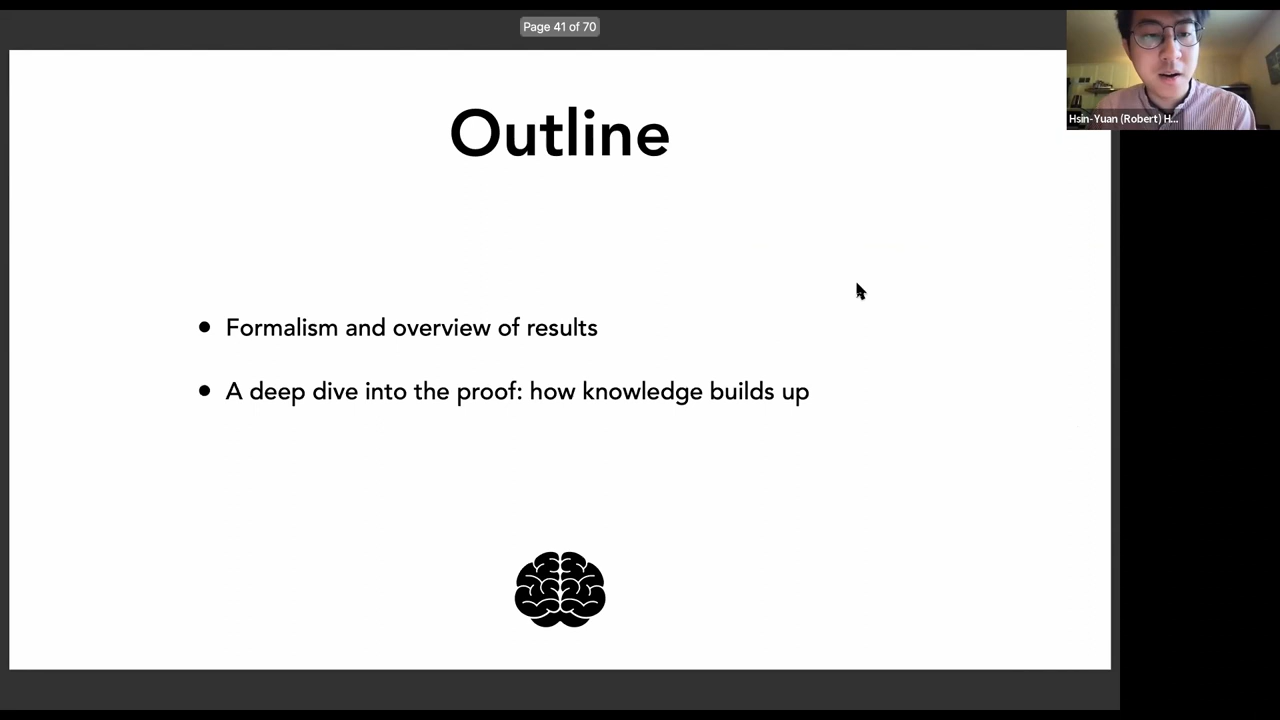 Page 41 of 70
Hsin-Yuan (Robert) H...
Outline
• Formalism and overview of results
• A deep dive into the proof: how knowledge builds up